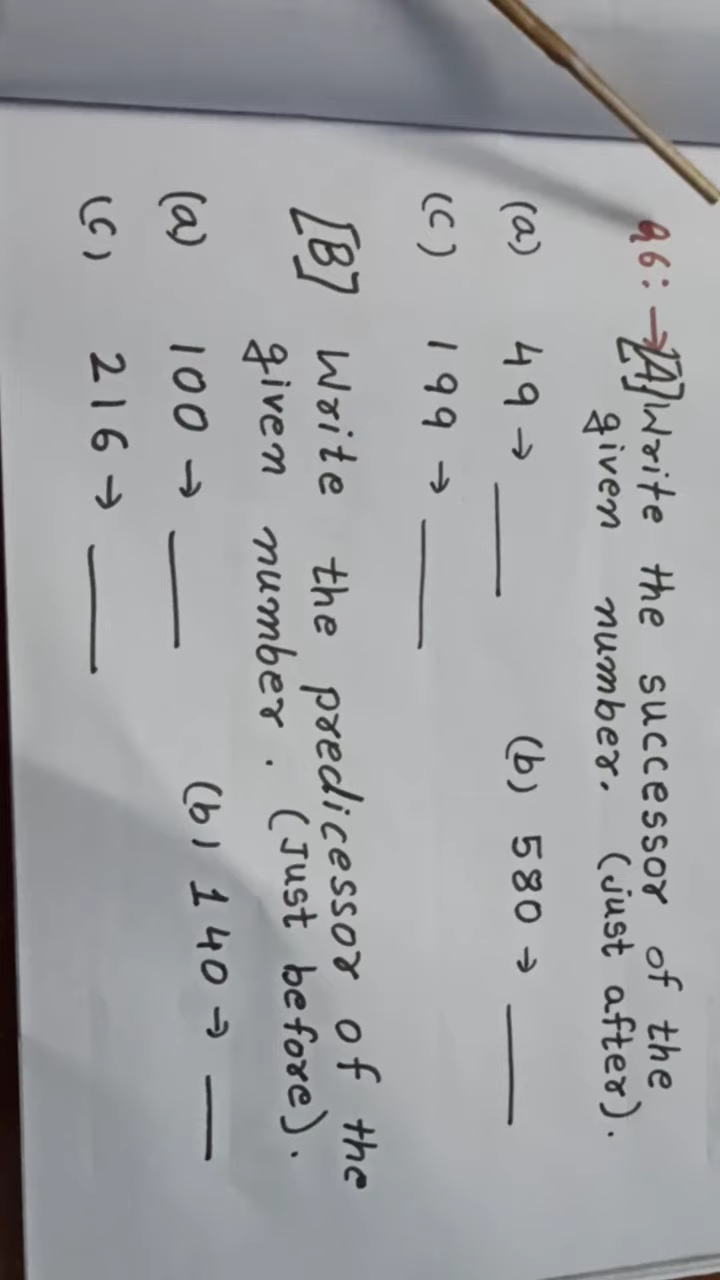 q6:→[A] Write the successor of the
given number. (just after).
(a) 49 → ___ (b) 580 → ___
(c) 199 → ___
[B] Write the predicessor of the
given number. (Just before).
(a) 100 → ___ (b) 140 → ___
(c) 216 → ___